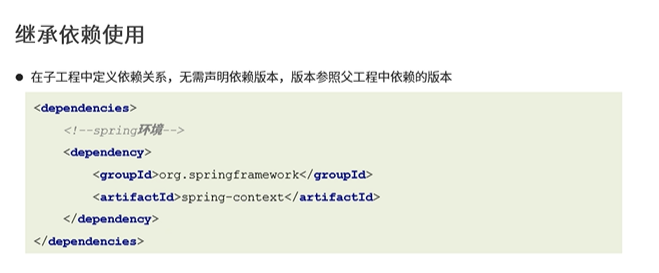 继承依赖使用
● 在子工程中定义依赖关系，无需声明依赖版本，版本参照父工程中依赖的版本
<dependencies>
    <!--spring环境-->
    <dependency>
        <groupId>org.springframework</groupId>
        <artifactId>spring-context</artifactId>
    </dependency>
</dependencies>